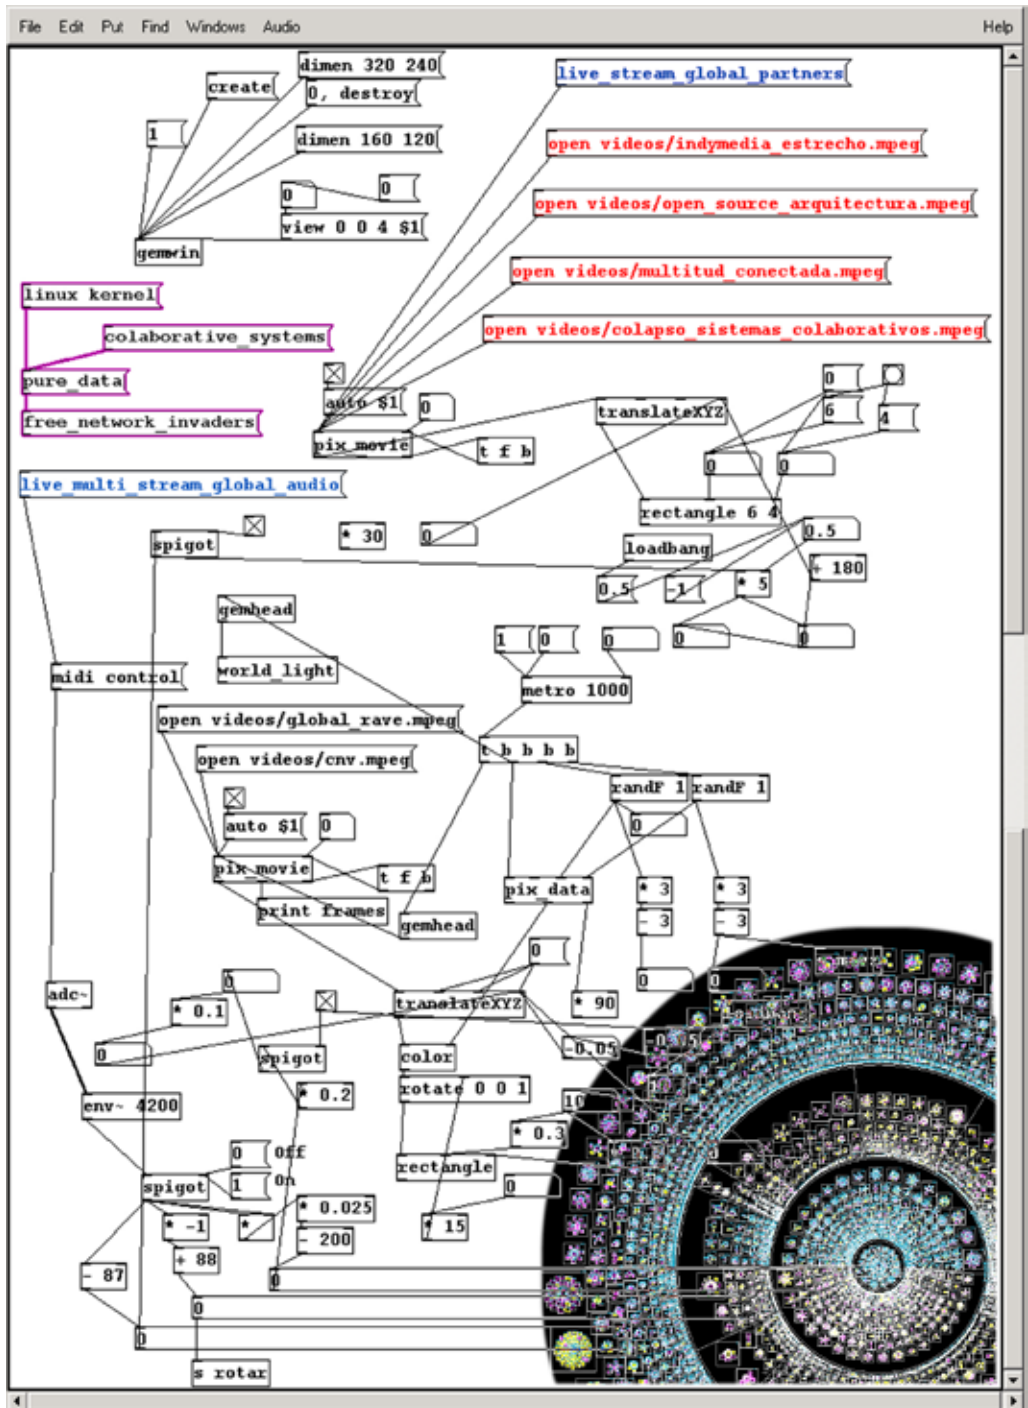 File Edit Put Find Windows Audio Help
dimen 320 240
create
0, destroy
live_stream_global_partners
1
dimen 160 120
open videos/indymedia_estrecho.mpeg
0
0
view 0 0 4 $1
open videos/open_source_arquitectura.mpeg
gemwin
open videos/multitud_conectada.mpeg
linux kernel
colaborative_systems
open videos/colapso_sistemas_colaborativos.mpeg
pure_data
auto $1
0
0
free_network_invaders
translateXYZ
6
4
pix_movie
t f b
0
0
live_multi_stream_global_audio
rectangle 6 4
spigot
* 30
0
0.5
loadbang
+ 180
0.5
-1
* 5
gemhead
1
0
0
0
0
world_light
midi control
metro 1000
open videos/global_rave.mpeg
t b b b b
open videos/cnv.mpeg
randF 1
randF 1
auto $1
0
0
pix_movie
t f b
pix_data
* 3
* 3
print frames
gemhead
- 3
- 3
0
0
0
0
adc~
* 0.1
translateXYZ
* 90
0
spigot
color
-0.05
rotate 0 0 1
* 0.2
env~ 4200
10
* 0.3
0 Off
rectangle
spigot
1 On
0
* 0.025
* -1
*
* 15
- 200
+ 88
- 87
0
0
0
s rotar